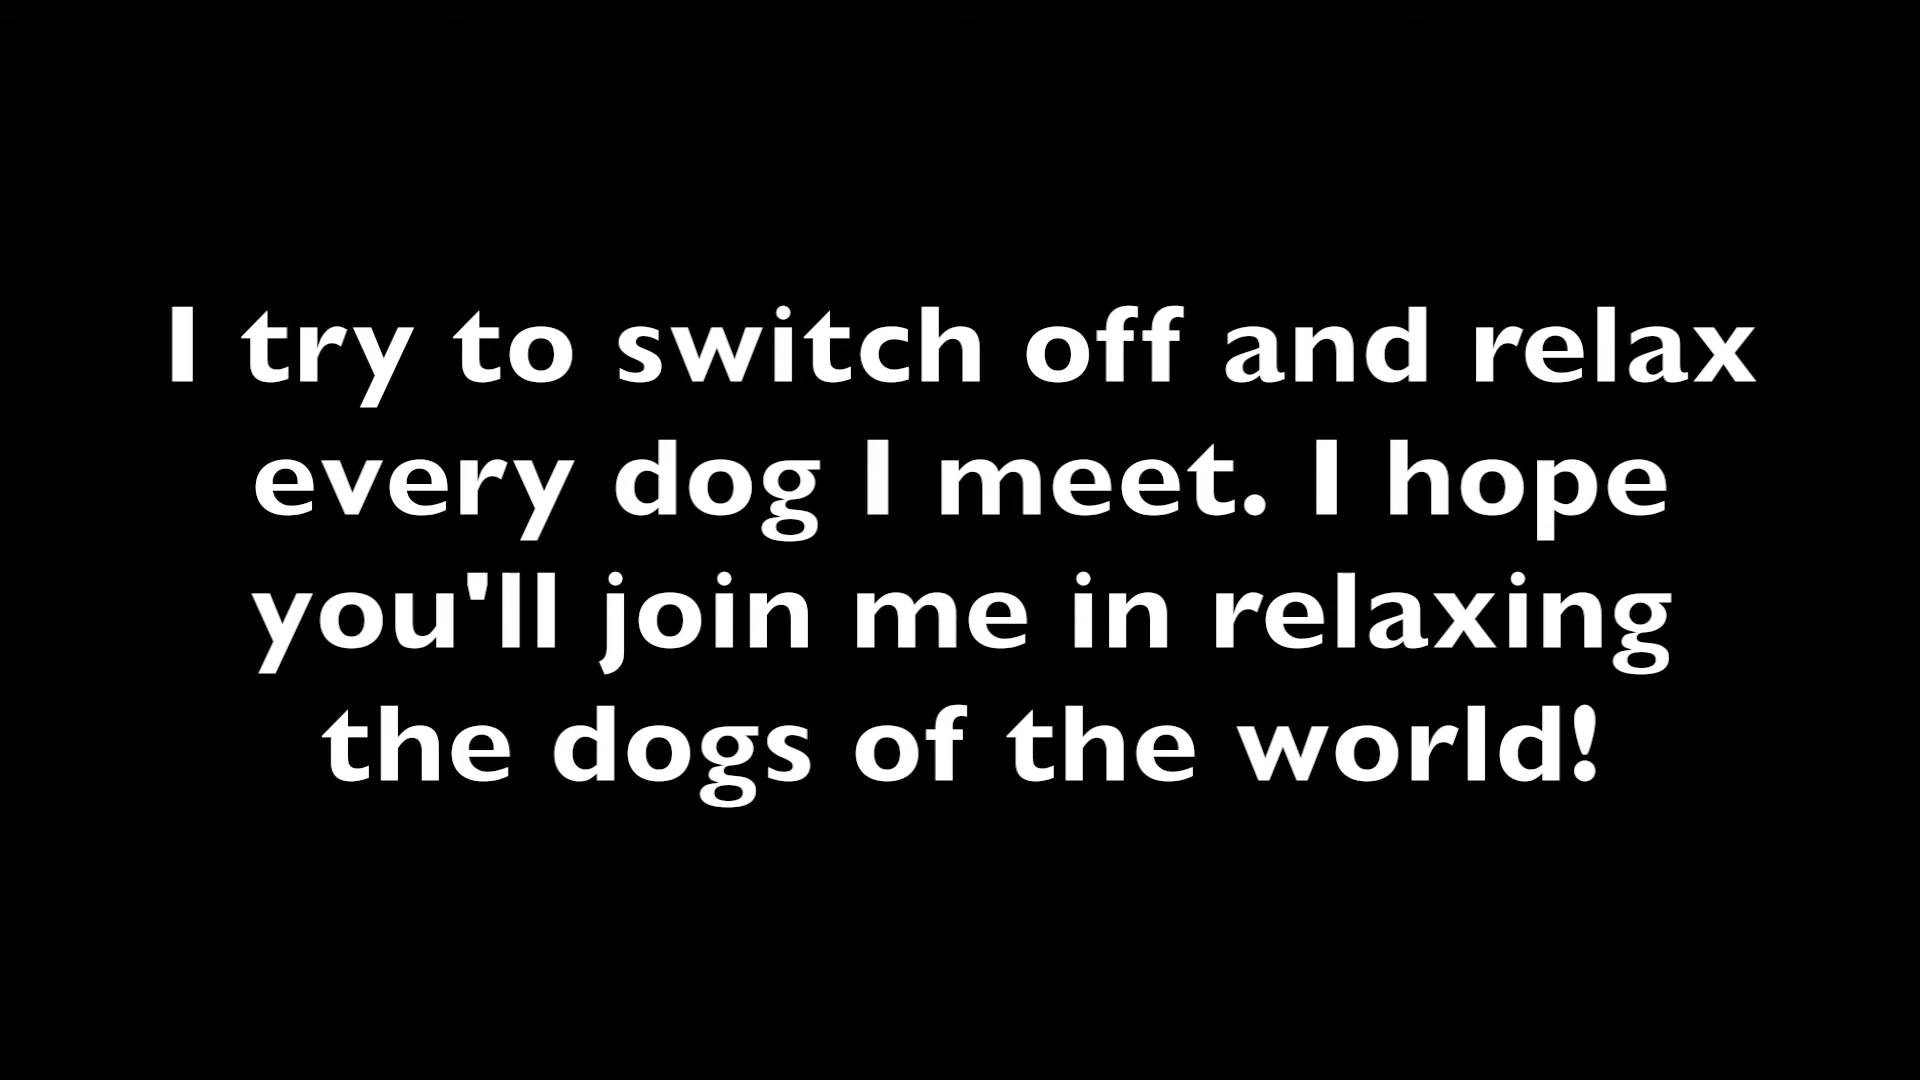 I try to switch off and relax
every dog I meet. I hope
you'll join me in relaxing
the dogs of the world!